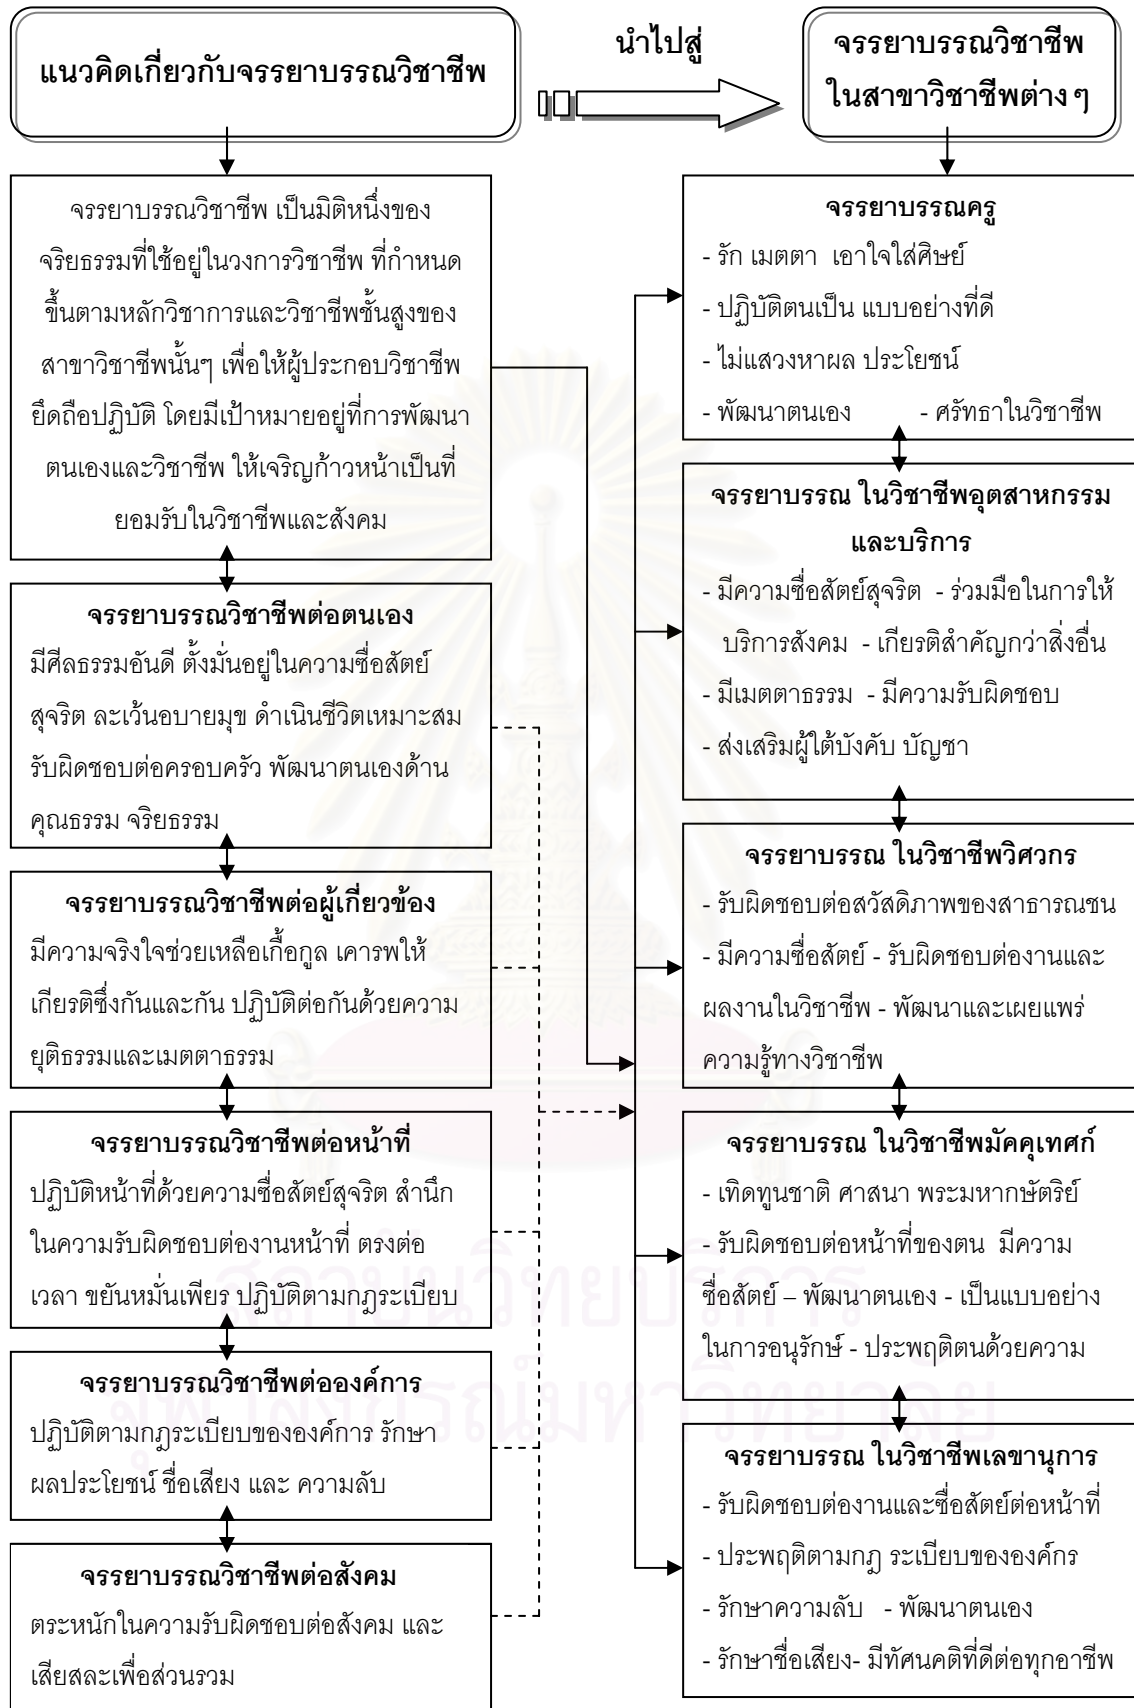 แนวคิดเกี่ยวกับจรรยาบรรณวิชาชีพ
นำไปสู่
จรรยาบรรณวิชาชีพ
ในสาขาวิชาชีพต่าง ๆ
จรรยาบรรณวิชาชีพ เป็นมิติหนึ่งของ
จริยธรรมที่ใช้อยู่ในวงการวิชาชีพ ที่กำหนด
ขึ้นตามหลักวิชาการและวิชาชีพชั้นสูงของ
สาขาวิชาชีพนั้นๆ เพื่อให้ผู้ประกอบวิชาชีพ
ยึดถือปฏิบัติ โดยมีเป้าหมายอยู่ที่การพัฒนา
ตนเองและวิชาชีพ ให้เจริญก้าวหน้าเป็นที่
ยอมรับในวิชาชีพและสังคม
จรรยาบรรณวิชาชีพต่อตนเอง
มีศีลธรรมอันดี ตั้งมั่นอยู่ในความซื่อสัตย์
สุจริต ละเว้นอบายมุข ดำเนินชีวิตเหมาะสม
รับผิดชอบต่อครอบครัว พัฒนาตนเองด้าน
คุณธรรม จริยธรรม
จรรยาบรรณวิชาชีพต่อผู้เกี่ยวข้อง
มีความจริงใจช่วยเหลือเกื้อกูล เคารพให้
เกียรติซึ่งกันและกัน ปฏิบัติต่อกันด้วยความ
ยุติธรรมและเมตตาธรรม
จรรยาบรรณวิชาชีพต่อหน้าที่
ปฏิบัติหน้าที่ด้วยความซื่อสัตย์สุจริต สำนึก
ในความรับผิดชอบต่องานหน้าที่ ตรงต่อ
เวลา ขยันหมั่นเพียร ปฏิบัติตามกฎระเบียบ
จรรยาบรรณวิชาชีพต่อองค์การ
ปฏิบัติตามกฎระเบียบขององค์การ รักษา
ผลประโยชน์ ชื่อเสียง และ ความลับ
จรรยาบรรณวิชาชีพต่อสังคม
ตระหนักในความรับผิดชอบต่อสังคม และ
เสียสละเพื่อส่วนรวม
จรรยาบรรณครู
- รัก เมตตา เอาใจใส่ศิษย์
- ปฏิบัติตนเป็น แบบอย่างที่ดี
- ไม่แสวงหาผล ประโยชน์
- พัฒนาตนเอง - ศรัทธาในวิชาชีพ
จรรยาบรรณ ในวิชาชีพอุตสาหกรรม
และบริการ
- มีความซื่อสัตย์สุจริต - ร่วมมือในการให้
บริการสังคม - เกียรติสำคัญกว่าสิ่งอื่น
- มีเมตตาธรรม - มีความรับผิดชอบ
- ส่งเสริมผู้ใต้บังคับ บัญชา
จรรยาบรรณ ในวิชาชีพวิศวกร
- รับผิดชอบต่อสวัสดิภาพของสาธารณชน
- มีความซื่อสัตย์ - รับผิดชอบต่องานและ
ผลงานในวิชาชีพ - พัฒนาและเผยแพร่
ความรู้ทางวิชาชีพ
จรรยาบรรณ ในวิชาชีพมัคคุเทศก์
- เทิดทูนชาติ ศาสนา พระมหากษัตริย์
- รับผิดชอบต่อหน้าที่ของตน มีความ
ซื่อสัตย์ – พัฒนาตนเอง - เป็นแบบอย่าง
ในการอนุรักษ์ - ประพฤติตนด้วยความ
จรรยาบรรณ ในวิชาชีพเลขานุการ
- รับผิดชอบต่องานและซื่อสัตย์ต่อหน้าที่
- ประพฤติตามกฎ ระเบียบขององค์กร
- รักษาความลับ - พัฒนาตนเอง
- รักษาชื่อเสียง- มีทัศนคติที่ดีต่อทุกอาชีพ
สถาบันวิทยบริการ
จุฬาลงกรณ์มหาวิทยาลัย